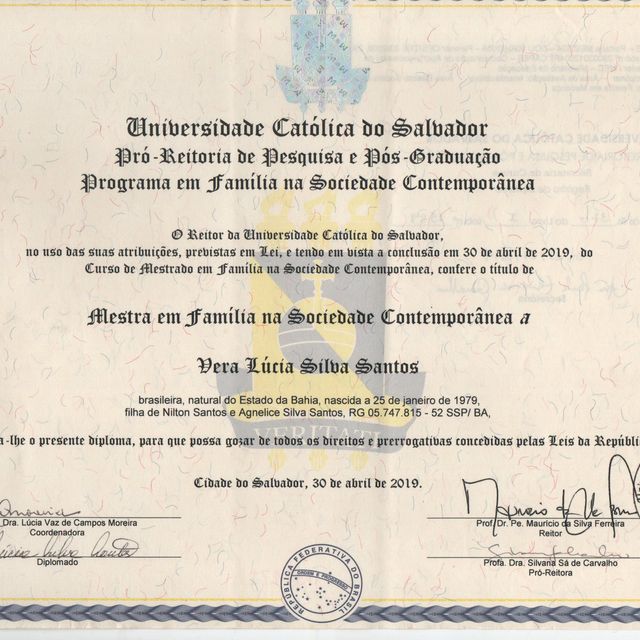 Universidade Católica do Salvador
Pró-Reitoria de Pesquisa e Pós-Graduação
Programa em Família na Sociedade Contemporânea
O Reitor da Universidade Católica do Salvador,
no uso das suas atribuições, previstas em Lei, e tendo em vista a conclusão em 30 de abril de 2019, do
Curso de Mestrado em Família na Sociedade Contemporânea, confere o título de
Mestra em Família na Sociedade Contemporânea a
Vera Lúcia Silva Santos
brasileira, natural do Estado da Bahia, nascida a 25 de janeiro de 1979,
filha de Nilton Santos e Agnelice Silva Santos, RG 05.747.815 - 52 SSP/ BA,
VERITATI
a-lhe o presente diploma, para que possa gozar de todos os direitos e prerrogativas concedidas pelas Leis da Repúbli
Cidade do Salvador, 30 de abril de 2019.
Dra. Lúcia Vaz de Campos Moreira
Coordenadora
Prof. Dr. Pe. Maurício da Silva Ferreira
Reitor
Diplomado
Profa. Dra. Silvana Sá de Carvalho
Pró-Reitora
REPÚBLICA FEDERATIVA DO BRASIL
ORDEM E PROGRESSO